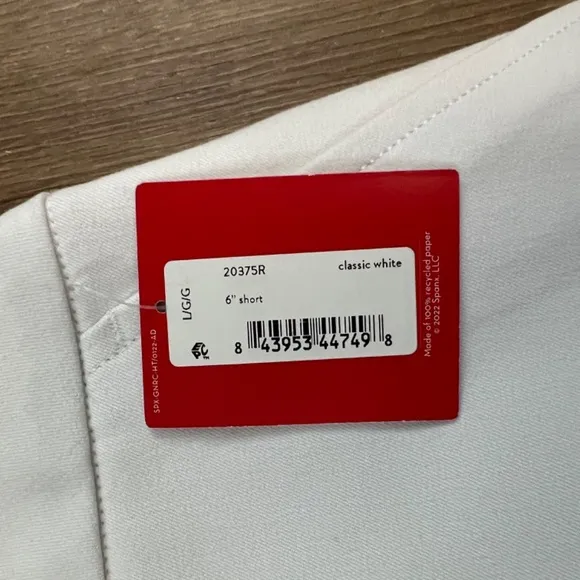 20375R
classic white
L/G/G
6" short
8 43953 44749 8
SPX-GNRC-HT/0122-AD
Made of 100% recycled paper
© 2022 Spanx, LLC